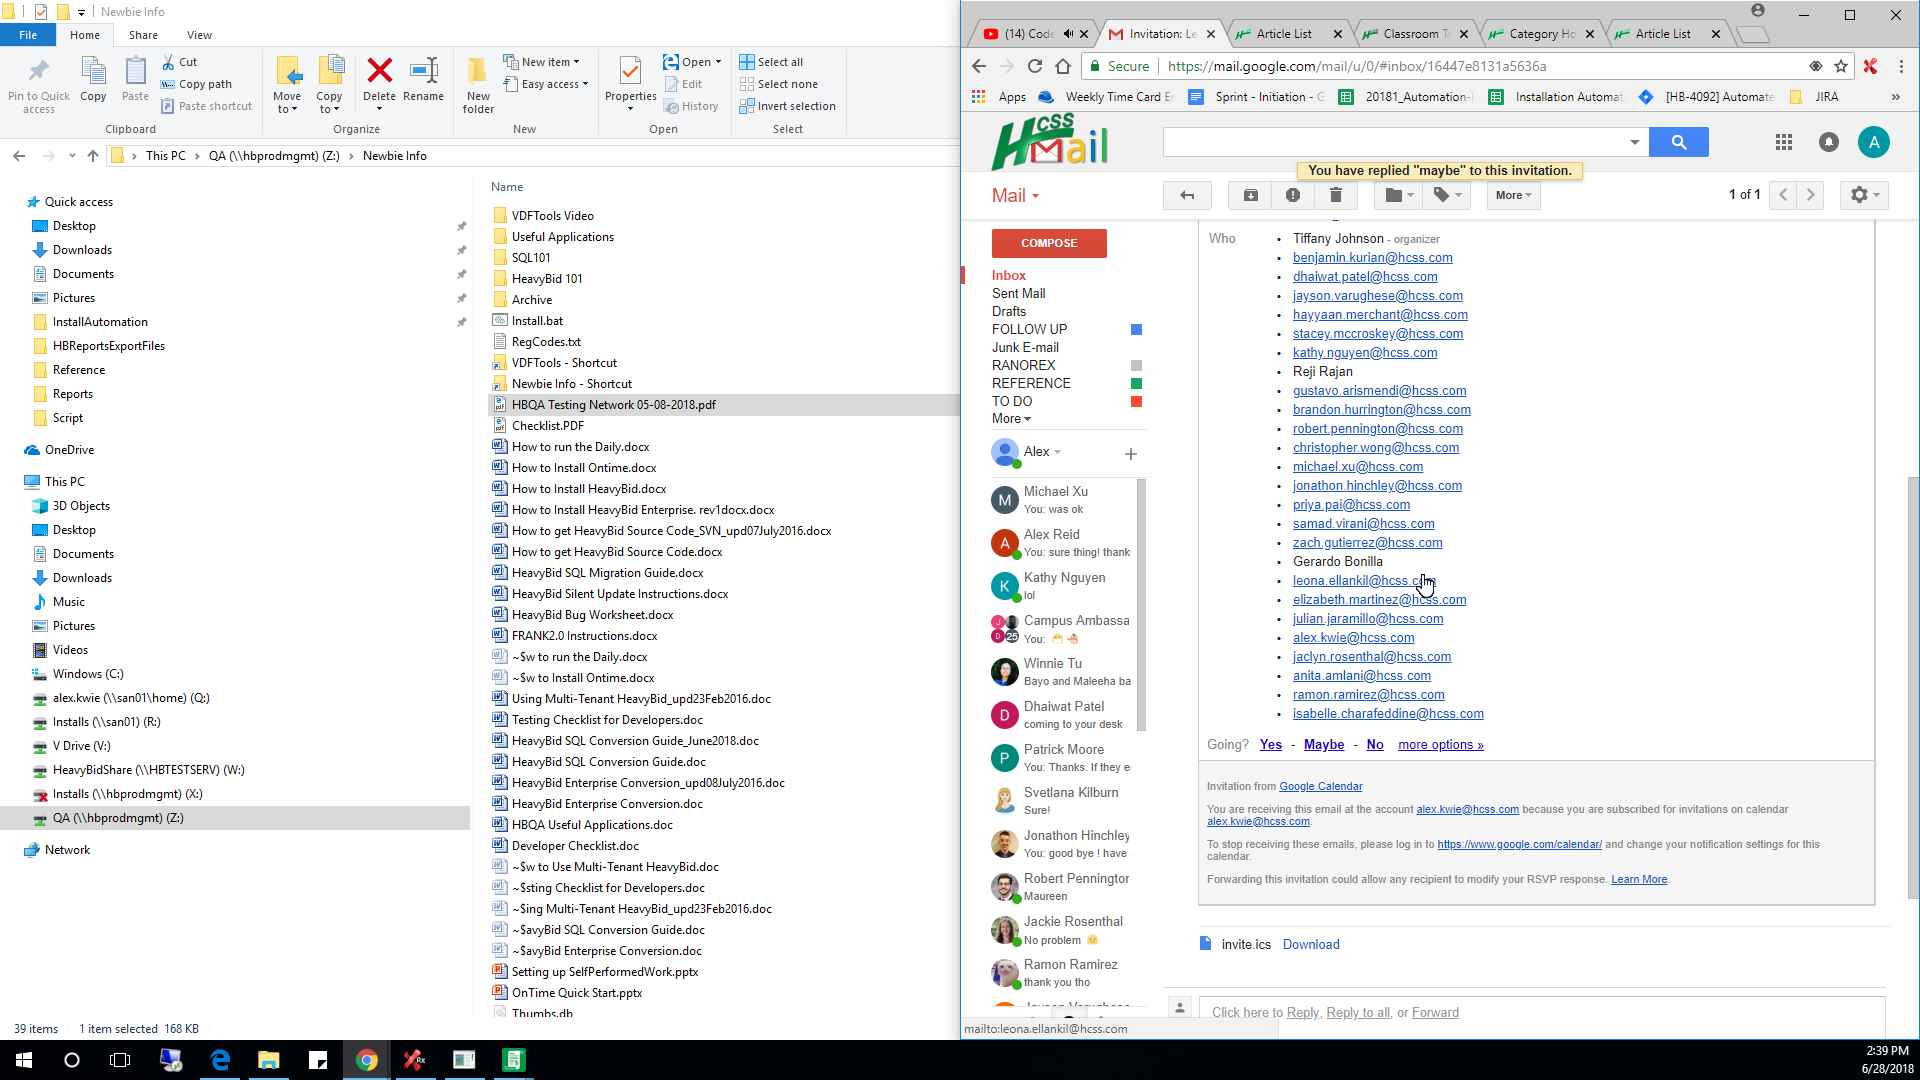 Newbie Info
File
Home
Share
View
Pin to Quick access
Copy
Paste
Cut
Copy path
Paste shortcut
Clipboard
Move to
Copy to
Delete
Rename
Organize
New folder
New item
Easy access
New
Properties
Open
Edit
History
Open
Select all
Select none
Invert selection
Select
This PC
QA (\\hbprodmgmt) (Z:)
Newbie Info
Quick access
Desktop
Downloads
Documents
Pictures
InstallAutomation
HBReportsExportFiles
Reference
Reports
Script
OneDrive
This PC
3D Objects
Desktop
Documents
Downloads
Music
Pictures
Videos
Windows (C:)
alex.kwie (\\san01\home) (Q:)
Installs (\\san01) (R:)
V Drive (V:)
HeavyBidShare (\\HBTESTSERV) (W:)
Installs (\\hbprodmgmt) (X:)
QA (\\hbprodmgmt) (Z:)
Network
Name
VDFTools Video
Useful Applications
SQL101
HeavyBid 101
Archive
Install.bat
RegCodes.txt
VDFTools - Shortcut
Newbie Info - Shortcut
HBQA Testing Network 05-08-2018.pdf
Checklist.PDF
How to run the Daily.docx
How to Install Ontime.docx
How to Install HeavyBid.docx
How to Install HeavyBid Enterprise. rev1docx.docx
How to get HeavyBid Source Code_SVN_upd07July2016.docx
How to get HeavyBid Source Code.docx
HeavyBid SQL Migration Guide.docx
HeavyBid Silent Update Instructions.docx
HeavyBid Bug Worksheet.docx
FRANK2.0 Instructions.docx
~$w to run the Daily.docx
~$w to Install Ontime.docx
Using Multi-Tenant HeavyBid_upd23Feb2016.doc
Testing Checklist for Developers.doc
HeavyBid SQL Conversion Guide_June2018.doc
HeavyBid SQL Conversion Guide.doc
HeavyBid Enterprise Conversion_upd08July2016.doc
HeavyBid Enterprise Conversion.doc
HBQA Useful Applications.doc
Developer Checklist.doc
~$w to Use Multi-Tenant HeavyBid.doc
~$sting Checklist for Developers.doc
~$ing Multi-Tenant HeavyBid_upd23Feb2016.doc
~$avyBid SQL Conversion Guide.doc
~$avyBid Enterprise Conversion.doc
Setting up SelfPerformedWork.pptx
OnTime Quick Start.pptx
Thumbs.db
39 items 1 item selected 168 KB
(14) Code
Invitation: Le
Article List
Classroom T
Category Ho
Article List
Secure
https://mail.google.com/mail/u/0/#inbox/16447e8131a5636a
Apps
Weekly Time Card E
Sprint - Initiation - G
20181_Automation-
Installation Automat
[HB-4092] Automate
JIRA
»
HCSS Mail
A
You have replied "maybe" to this invitation.
Mail
More
1 of 1
COMPOSE
Inbox
Sent Mail
Drafts
FOLLOW UP
Junk E-mail
RANOREX
REFERENCE
TO DO
More
Alex
M
Michael Xu
You: was ok
A
Alex Reid
You: sure thing! thank
K
Kathy Nguyen
lol
J
D
25
Campus Ambassa
You:
Winnie Tu
Bayo and Maleeha ba
D
Dhaiwat Patel
coming to your desk
P
Patrick Moore
You: Thanks. If they e
Svetlana Kilburn
Sure!
Jonathon Hinchley
You: good bye ! have
Robert Pennington
Maureen
Jackie Rosenthal
No problem
Ramon Ramirez
thank you tho
Who
• Tiffany Johnson - organizer
• benjamin.kurian@hcss.com
• dhaiwat.patel@hcss.com
• jayson.varughese@hcss.com
• hayyaan.merchant@hcss.com
• stacey.mccroskey@hcss.com
• kathy.nguyen@hcss.com
• Reji Rajan
• gustavo.arismendi@hcss.com
• brandon.hurrington@hcss.com
• robert.pennington@hcss.com
• christopher.wong@hcss.com
• michael.xu@hcss.com
• jonathon.hinchley@hcss.com
• priya.pai@hcss.com
• samad.virani@hcss.com
• zach.gutierrez@hcss.com
• Gerardo Bonilla
• leona.ellankil@hcss.com
• elizabeth.martinez@hcss.com
• julian.jaramillo@hcss.com
• alex.kwie@hcss.com
• jaclyn.rosenthal@hcss.com
• anita.amlani@hcss.com
• ramon.ramirez@hcss.com
• isabelle.charafeddine@hcss.com
Going? Yes - Maybe - No more options »
Invitation from Google Calendar
You are receiving this email at the account alex.kwie@hcss.com because you are subscribed for invitations on calendar
alex.kwie@hcss.com.
To stop receiving these emails, please log in to https://www.google.com/calendar/ and change your notification settings for this
calendar.
Forwarding this invitation could allow any recipient to modify your RSVP response. Learn More.
invite.ics Download
Click here to Reply, Reply to all, or Forward
mailto:leona.ellankil@hcss.com
2:39 PM
6/28/2018